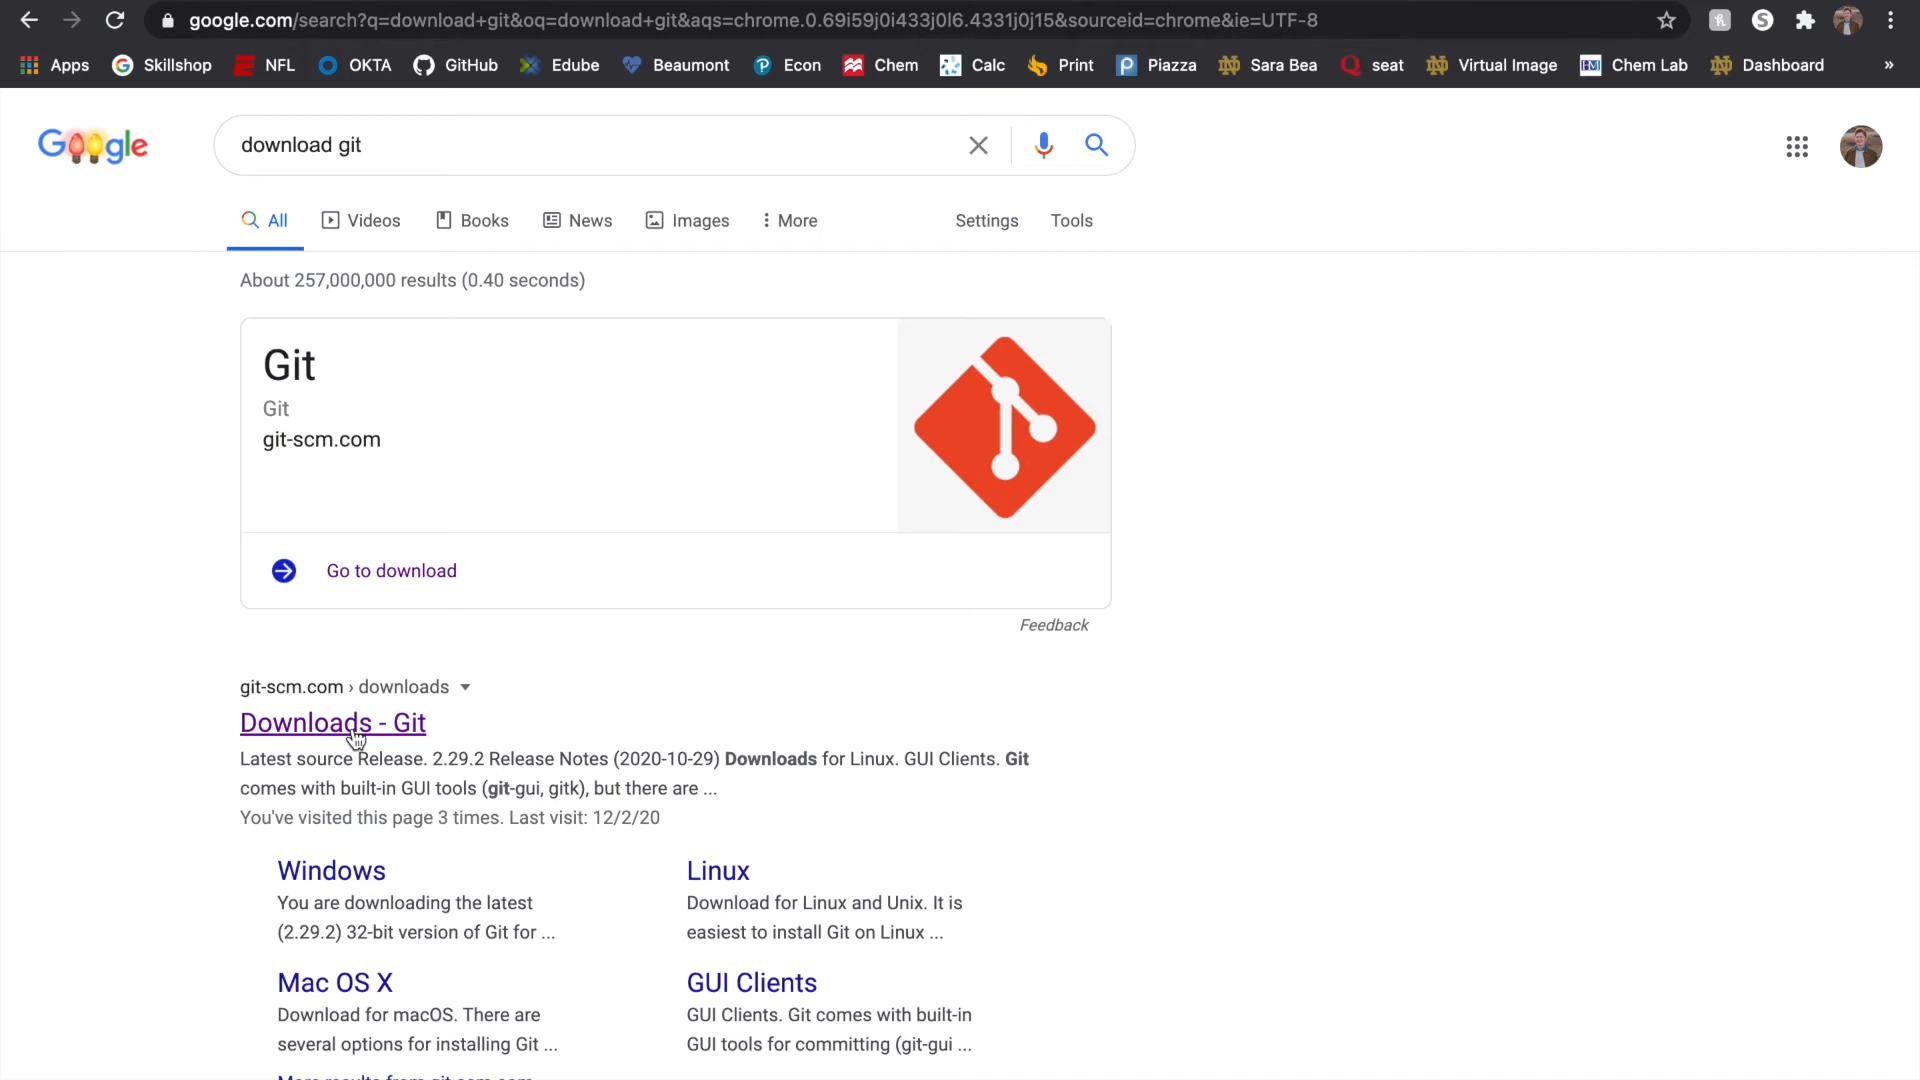 google.com/search?q=download+git&oq=download+git&aqs=chrome.0.69i59j0i433j0l6.4331j0j15&sourceid=chrome&ie=UTF-8
Apps Skillshop NFL OKTA GitHub Edube Beaumont Econ Chem Calc Print Piazza Sara Bea seat Virtual Image Chem Lab Dashboard »
Google
download git
All Videos Books News Images More Settings Tools
About 257,000,000 results (0.40 seconds)
Git
Git
git-scm.com
Go to download
Feedback
git-scm.com › downloads
Downloads - Git
Latest source Release. 2.29.2 Release Notes (2020-10-29) Downloads for Linux. GUI Clients. Git
comes with built-in GUI tools (git-gui, gitk), but there are ...
You've visited this page 3 times. Last visit: 12/2/20
Windows
You are downloading the latest
(2.29.2) 32-bit version of Git for ...
Linux
Download for Linux and Unix. It is
easiest to install Git on Linux ...
Mac OS X
Download for macOS. There are
several options for installing Git ...
GUI Clients
GUI Clients. Git comes with built-in
GUI tools for committing (git-gui ...
More results from git-scm.com